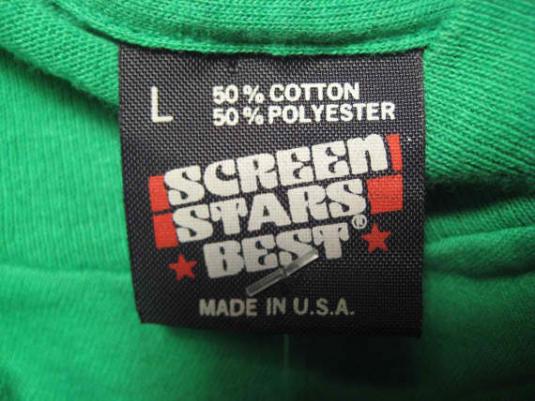 L
50% COTTON
50% POLYESTER
SCREEN
STARS
BEST®
MADE IN U.S.A.